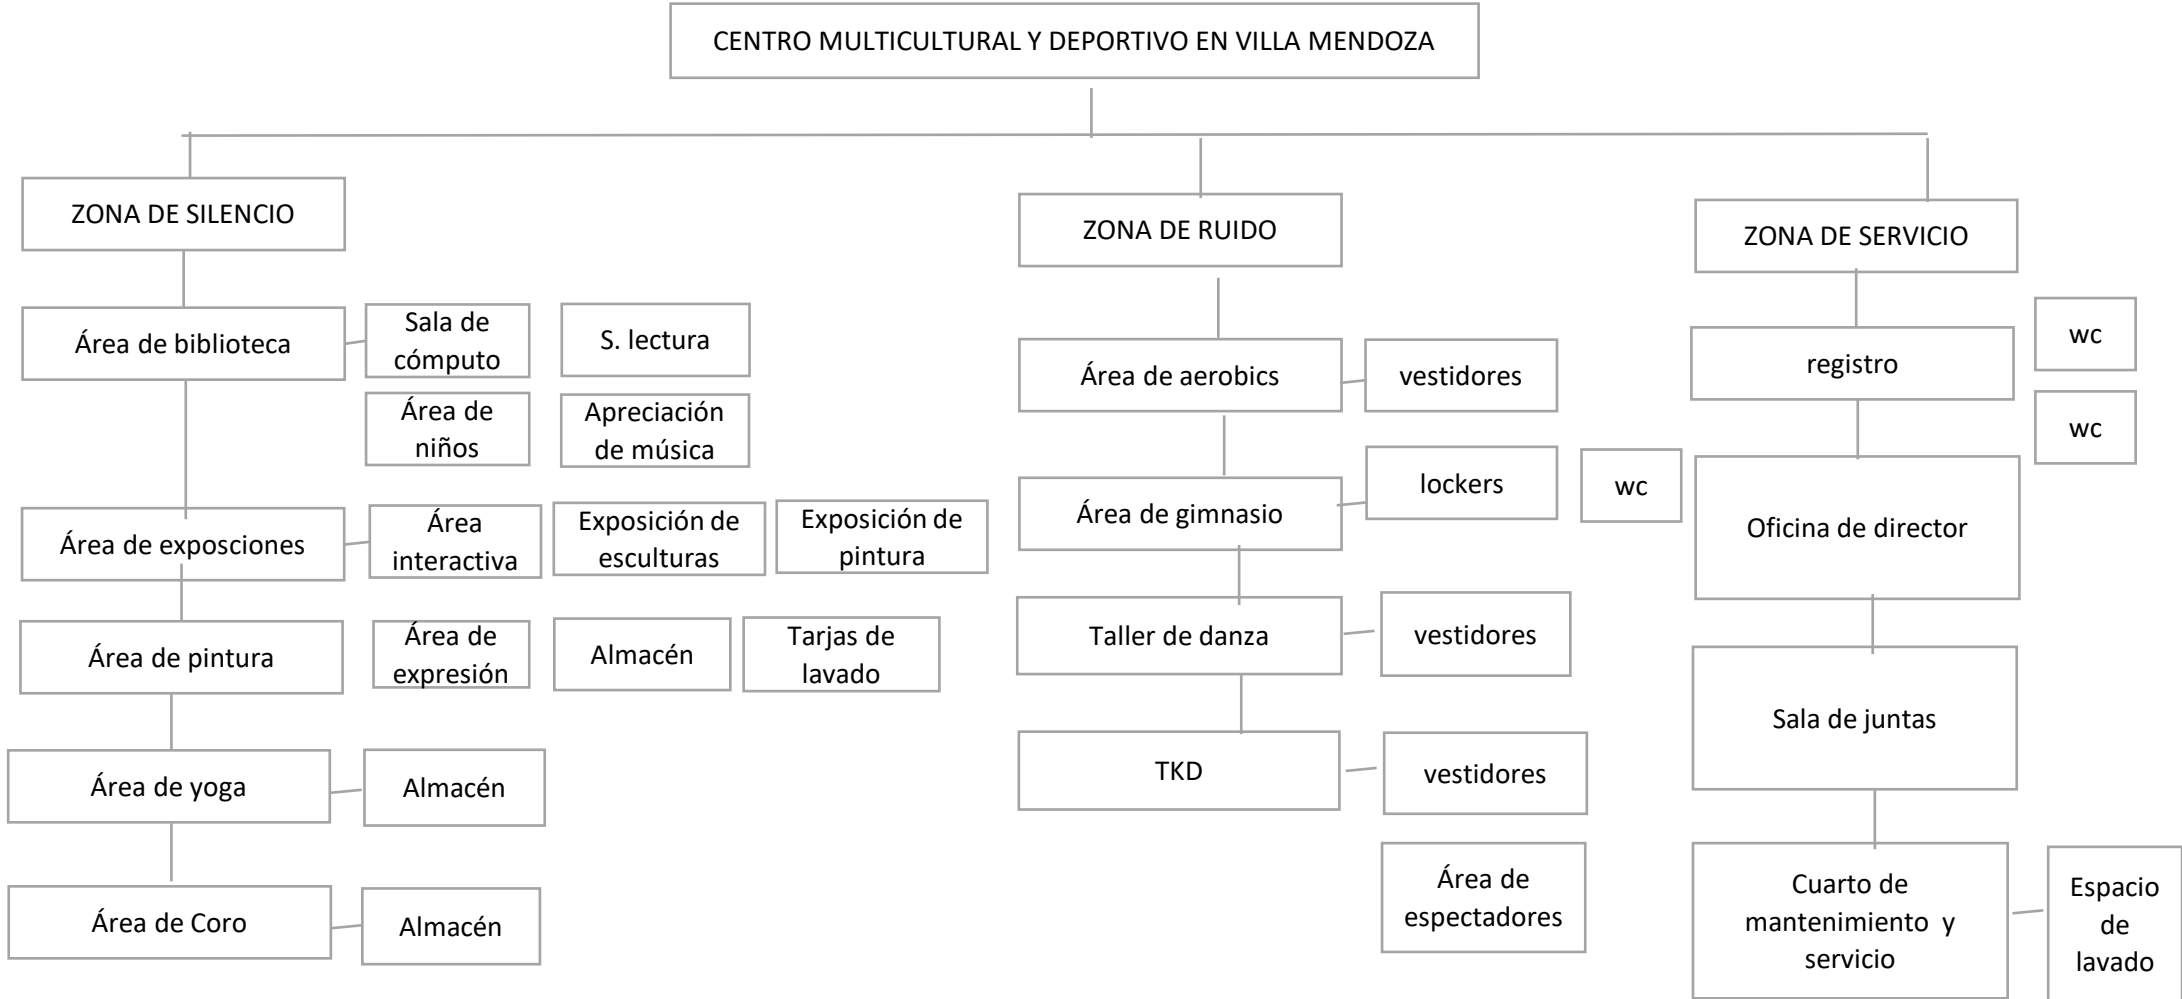 CENTRO MULTICULTURAL Y DEPORTIVO EN VILLA MENDOZA
ZONA DE SILENCIO
Área de biblioteca
Sala de
cómputo
S. lectura
Área de
niños
Apreciación
de música
Área de exposciones
Área
interactiva
Exposición de
esculturas
Exposición de
pintura
Área de pintura
Área de
expresión
Almacén
Tarjas de
lavado
Área de yoga
Almacén
Área de Coro
Almacén
ZONA DE RUIDO
Área de aerobics
vestidores
Área de gimnasio
lockers
wc
Taller de danza
vestidores
TKD
vestidores
Área de
espectadores
ZONA DE SERVICIO
registro
wc
wc
Oficina de director
Sala de juntas
Cuarto de
mantenimiento y
servicio
Espacio
de
lavado